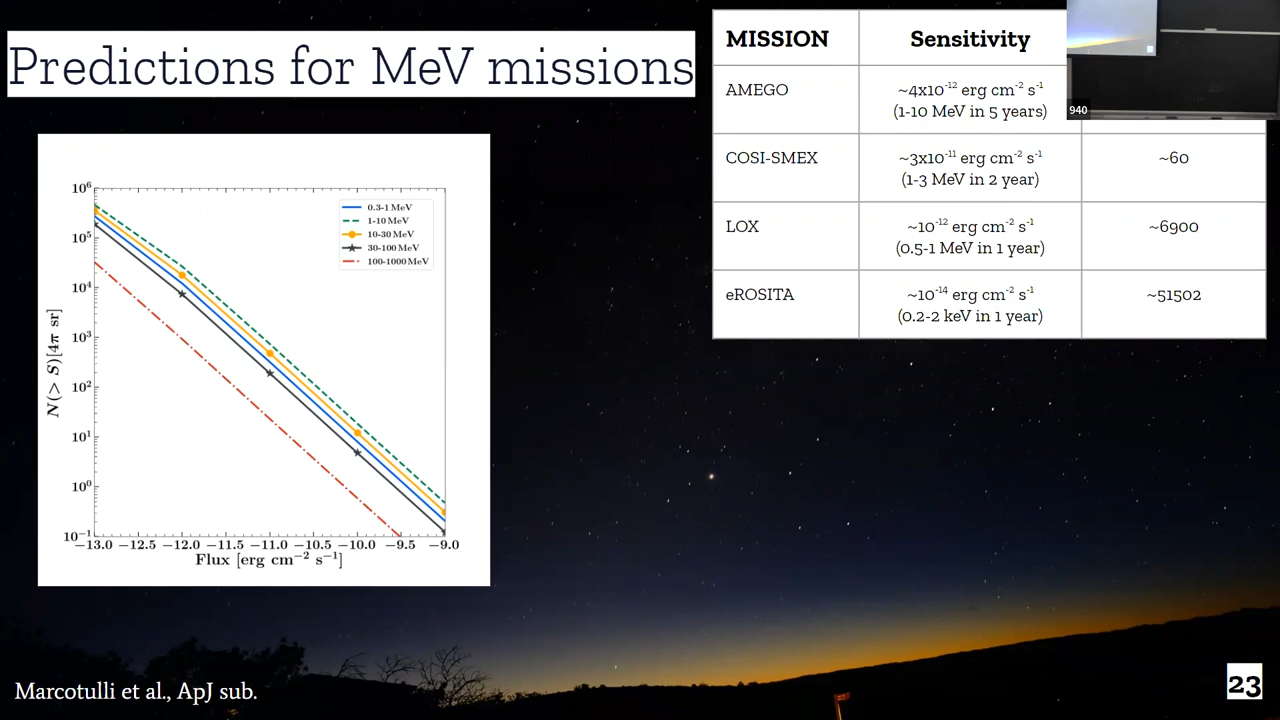 Predictions for MeV missions
MISSION Sensitivity
AMEGO ~4x10⁻¹² erg cm⁻² s⁻¹
(1-10 MeV in 5 years)
940
COSI-SMEX ~3x10⁻¹¹ erg cm⁻² s⁻¹ ~60
(1-3 MeV in 2 year)
LOX ~10⁻¹² erg cm⁻² s⁻¹ ~6900
(0.5-1 MeV in 1 year)
eROSITA ~10⁻¹⁴ erg cm⁻² s⁻¹ ~51502
(0.2-2 keV in 1 year)
0.3-1 MeV
1-10 MeV
10-30 MeV
30-100 MeV
100-1000 MeV
10⁶
10⁵
10⁴
10³
10²
10¹
10⁰
10⁻¹
N(> S)[4π sr]
−13.0 −12.5 −12.0 −11.5 −11.0 −10.5 −10.0 −9.5 −9.0
Flux [erg cm⁻² s⁻¹]
Marcotulli et al., ApJ sub.
23